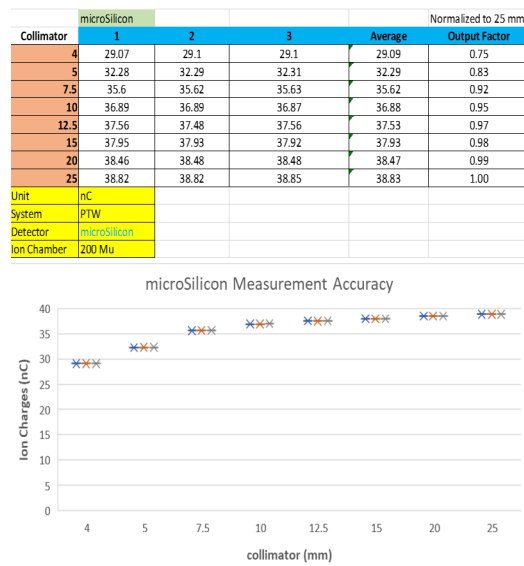 microSilicon Normalized to 25 mm
Collimator 1 2 3 Average Output Factor
4 29.07 29.1 29.1 29.09 0.75
5 32.28 32.29 32.31 32.29 0.83
7.5 35.6 35.62 35.63 35.62 0.92
10 36.89 36.89 36.87 36.88 0.95
12.5 37.56 37.48 37.56 37.53 0.97
15 37.95 37.93 37.92 37.93 0.98
20 38.46 38.48 38.48 38.47 0.99
25 38.82 38.82 38.85 38.83 1.00
Unit nC
System PTW
Detector microSilicon
Ion Chamber 200 Mu
microSilicon Measurement Accuracy
Ion Charges (nC)
40
35
30
25
20
15
10
5
0
4 5 7.5 10 12.5 15 20 25
collimator (mm)